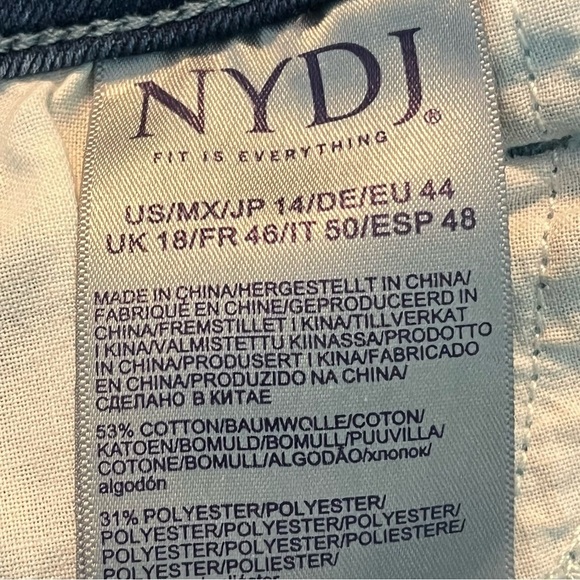 NYDJ®
FIT IS EVERYTHING
US/MX/JP 14/DE/EU 44
UK 18/FR 46/IT 50/ESP 48
MADE IN CHINA/HERGESTELLT IN CHINA/
FABRIQUÉ EN CHINE/GEPRODUCEERD IN
CHINA/FREMSTILLET I KINA/TILLVERKAT
I KINA/VALMISTETTU KIINASSA/PRODOTTO
IN CHINA/PRODUSERT I KINA/FABRICADO
EN CHINA/PRODUZIDO NA CHINA/
СДЕЛАНО В КИТАЕ
53% COTTON/BAUMWOLLE/COTON/
KATOEN/BOMULD/BOMULL/PUUVILLA/
COTONE/BOMULL/ALGODÃO/хлопок/
algodón
31% POLYESTER/POLYESTER/
POLYESTER/POLYESTER/POLYESTER/
POLYESTER/POLYESTER/POLIESTERE/
POLYESTER/POLIESTER/